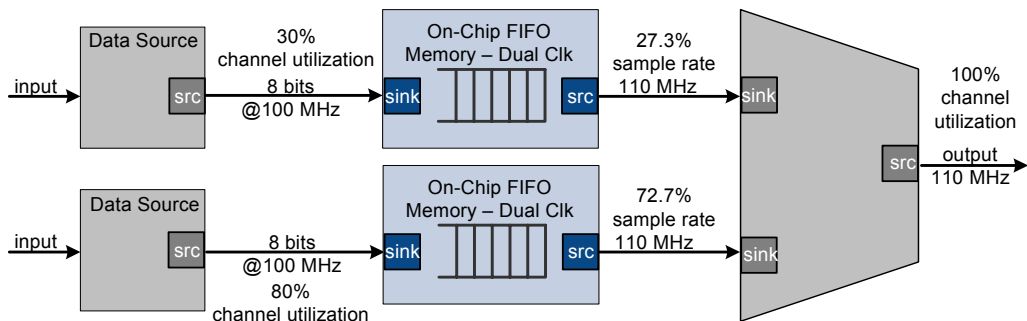 Data Source
input
src
30%
channel utilization
8 bits
@100 MHz
On-Chip FIFO
Memory – Dual Clk
sink
src
27.3%
sample rate
110 MHz
sink
100%
channel
utilization
src
output
110 MHz
Data Source
input
src
8 bits
@100 MHz
80%
channel utilization
On-Chip FIFO
Memory – Dual Clk
sink
src
72.7%
sample rate
110 MHz
sink